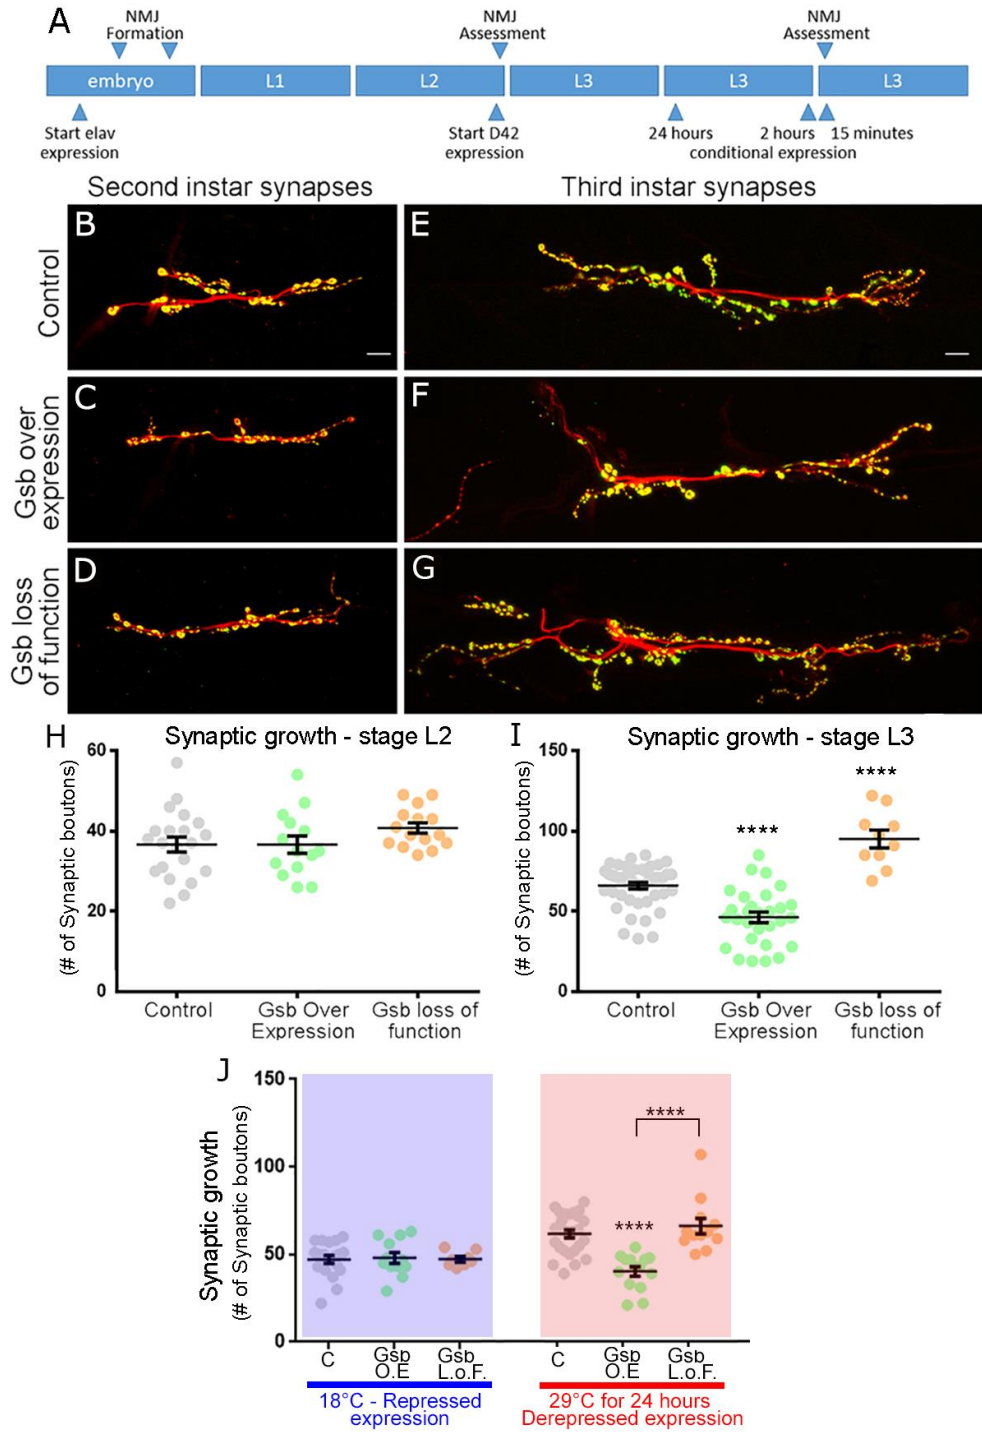 A
NMJ
Formation
NMJ
Assessment
NMJ
Assessment
embryo
L1
L2
L3
L3
L3
Start elav
expression
Start D42
expression
24 hours
2 hours
15 minutes
conditional expression
Second instar synapses
Third instar synapses
Control
B
E
Gsb over
expression
C
F
Gsb loss
of function
D
G
H
Synaptic growth - stage L2
(# of Synaptic boutons)
60
40
20
0
Control
Gsb Over
Expression
Gsb loss of
function
I
Synaptic growth - stage L3
(# of Synaptic boutons)
150
100
50
0
****
****
Control
Gsb Over
Expression
Gsb loss of
function
J
Synaptic growth
(# of Synaptic boutons)
150
100
50
0
****
****
C
Gsb
O.E
Gsb
L.o.F.
C
Gsb
O.E
Gsb
L.o.F.
18°C - Repressed
expression
29°C for 24 hours
Derepressed expression